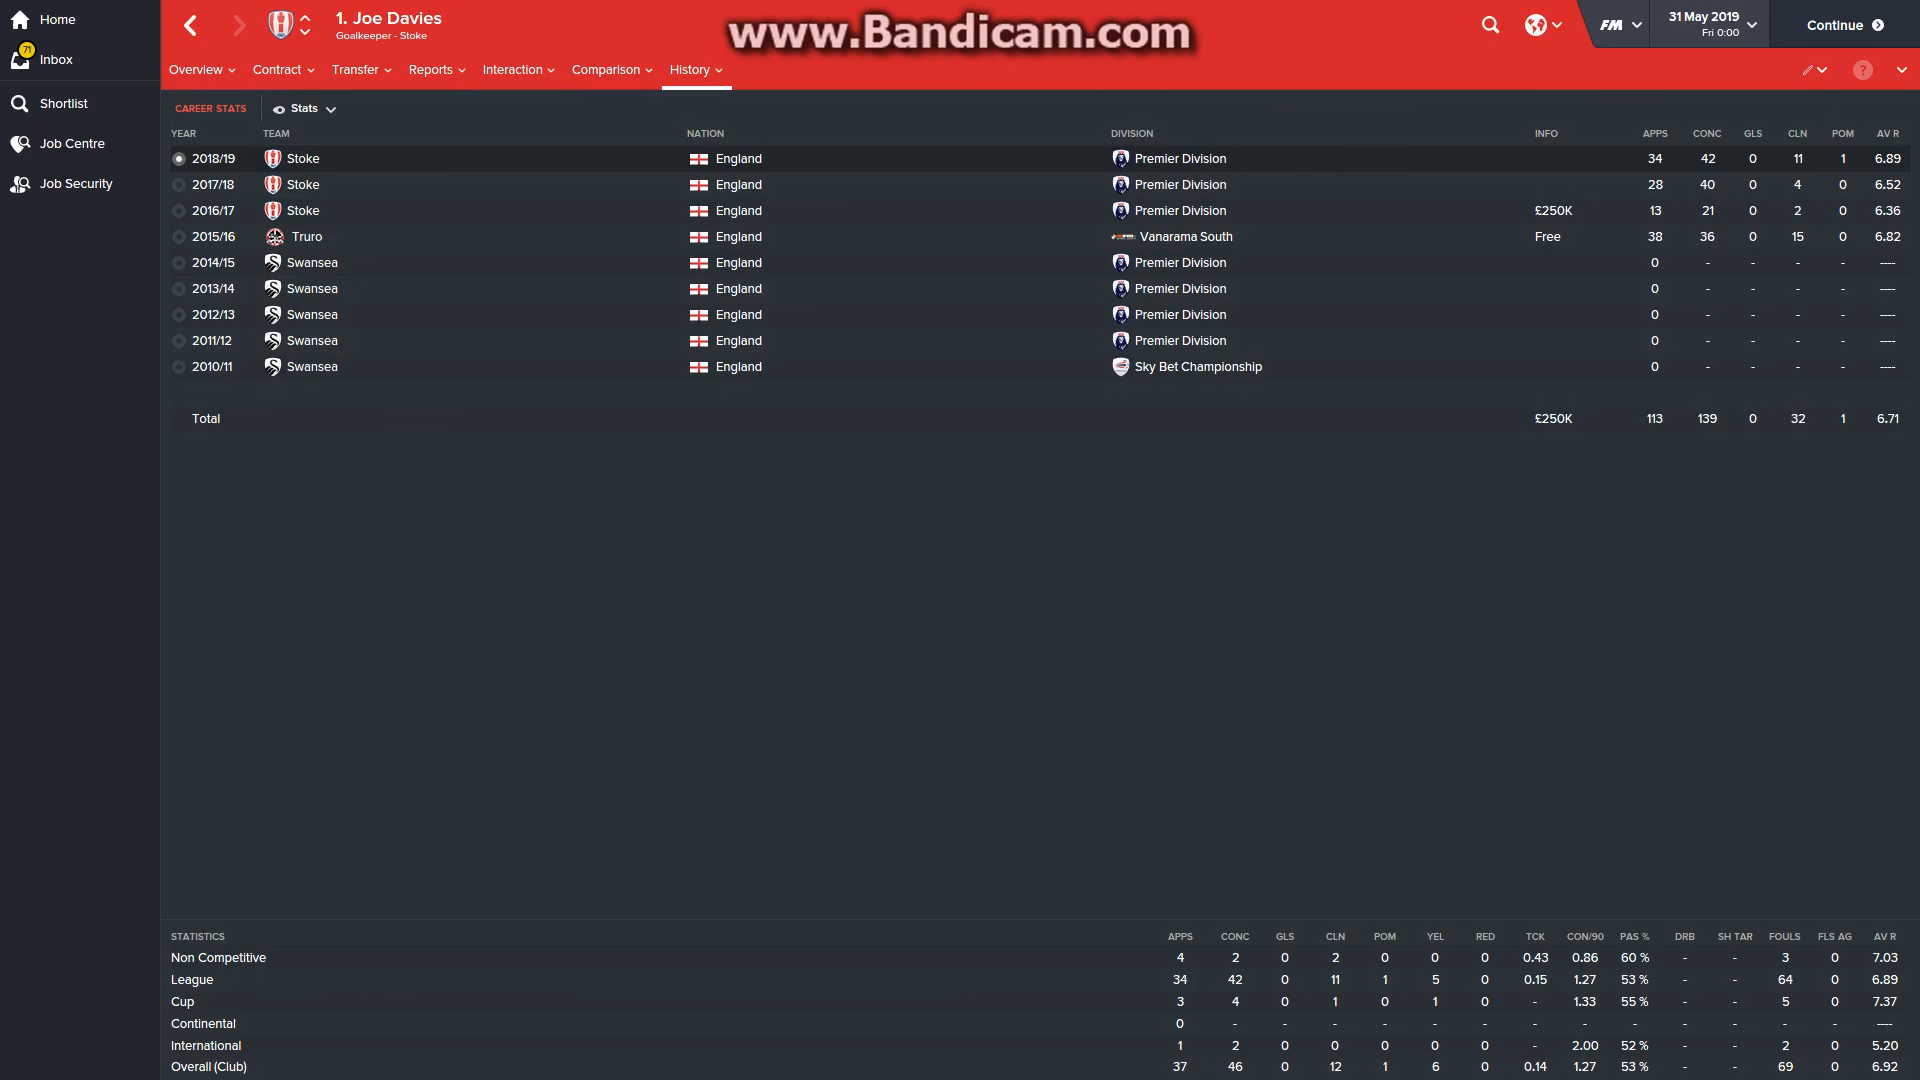 Home
1. Joe Davies
Goalkeeper - Stoke
www.Bandicam.com
FM
31 May 2019
Fri 0:00
Continue
71
Inbox
Overview Contract Transfer Reports Interaction Comparison History
?
Shortlist
Job Centre
Job Security
CAREER STATS Stats
YEAR TEAM NATION DIVISION INFO APPS CONC GLS CLN POM AV R
2018/19 Stoke England Premier Division 34 42 0 11 1 6.89
2017/18 Stoke England Premier Division 28 40 0 4 0 6.52
2016/17 Stoke England Premier Division £250K 13 21 0 2 0 6.36
2015/16 Truro England Vanarama South Free 38 36 0 15 0 6.82
2014/15 Swansea England Premier Division 0 - - - - ----
2013/14 Swansea England Premier Division 0 - - - - ----
2012/13 Swansea England Premier Division 0 - - - - ----
2011/12 Swansea England Premier Division 0 - - - - ----
2010/11 Swansea England Sky Bet Championship 0 - - - - ----
Total £250K 113 139 0 32 1 6.71
STATISTICS APPS CONC GLS CLN POM YEL RED TCK CON/90 PAS % DRB SH TAR FOULS FLS AG AV R
Non Competitive 4 2 0 2 0 0 0 0.43 0.86 60 % - - 3 0 7.03
League 34 42 0 11 1 5 0 0.15 1.27 53 % - - 64 0 6.89
Cup 3 4 0 1 0 1 0 - 1.33 55 % - - 5 0 7.37
Continental 0 - - - - - - - - - - - - - ----
International 1 2 0 0 0 0 0 - 2.00 52 % - - 2 0 5.20
Overall (Club) 37 46 0 12 1 6 0 0.14 1.27 53 % - - 69 0 6.92